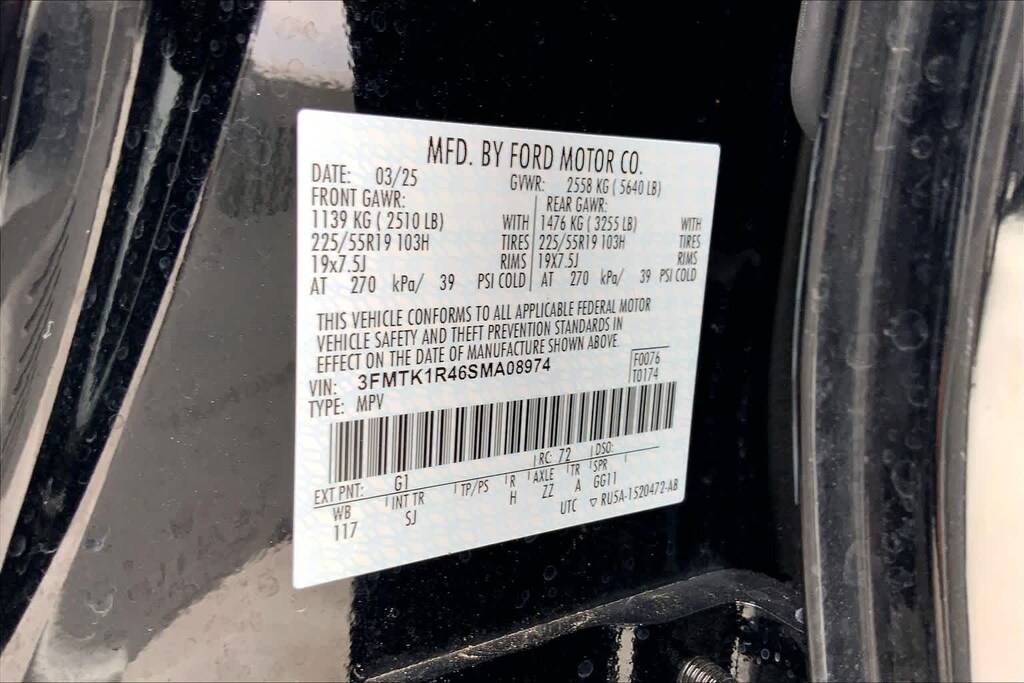 MFD. BY FORD MOTOR CO.
DATE: 03/25 GVWR: 2558 KG ( 5640 LB)
FRONT GAWR: REAR GAWR:
1139 KG ( 2510 LB) WITH 1476 KG ( 3255 LB) WITH
225/55R19 103H TIRES 225/55R19 103H TIRES
19x7.5J RIMS 19X7.5J RIMS
AT 270 kPa/ 39 PSI COLD AT 270 kPa/ 39 PSI COLD
THIS VEHICLE CONFORMS TO ALL APPLICABLE FEDERAL MOTOR
VEHICLE SAFETY AND THEFT PREVENTION STANDARDS IN
EFFECT ON THE DATE OF MANUFACTURE SHOWN ABOVE.
VIN: 3FMTK1R46SMA08974 F0076
TYPE: MPV T0174
EXT PNT: G1 RC: 72 DSO:
WB INT TR TP/PS R AXLE TR SPR
117 SJ H ZZ A GG11
UTC ▽ RU5A-1520472-AB